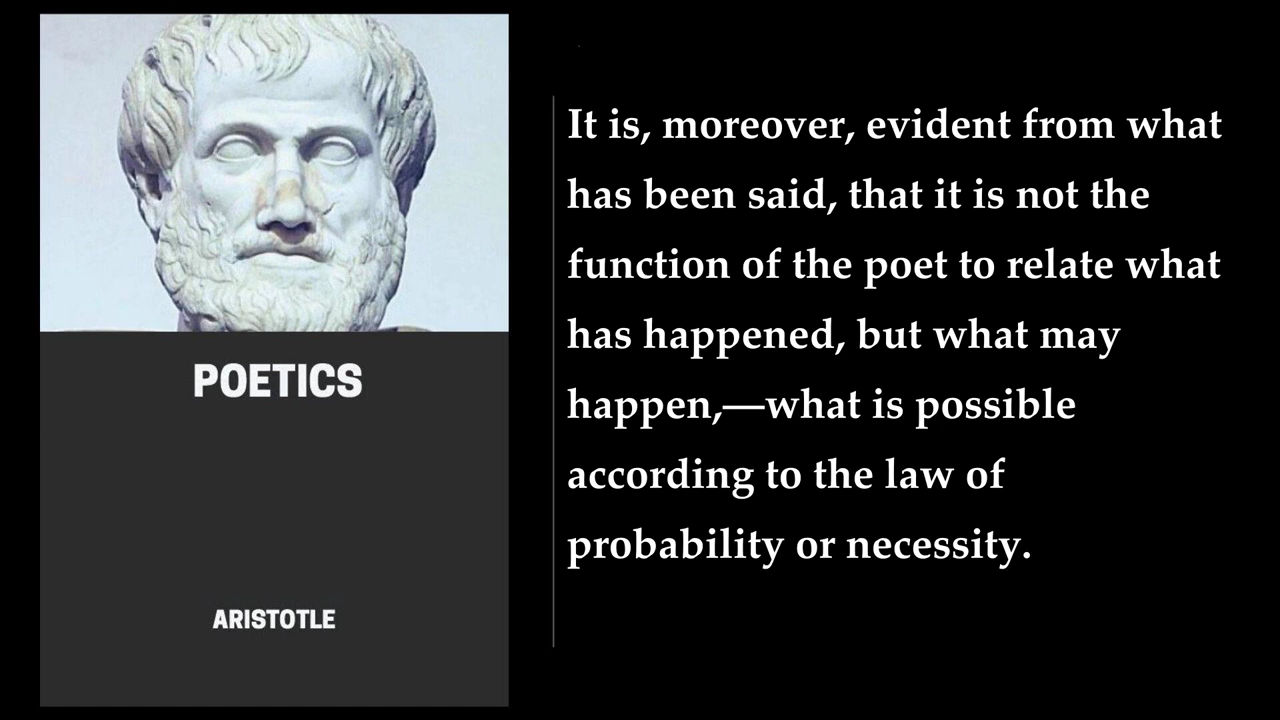 POETICS
ARISTOTLE
It is, moreover, evident from what
has been said, that it is not the
function of the poet to relate what
has happened, but what may
happen,—what is possible
according to the law of
probability or necessity.